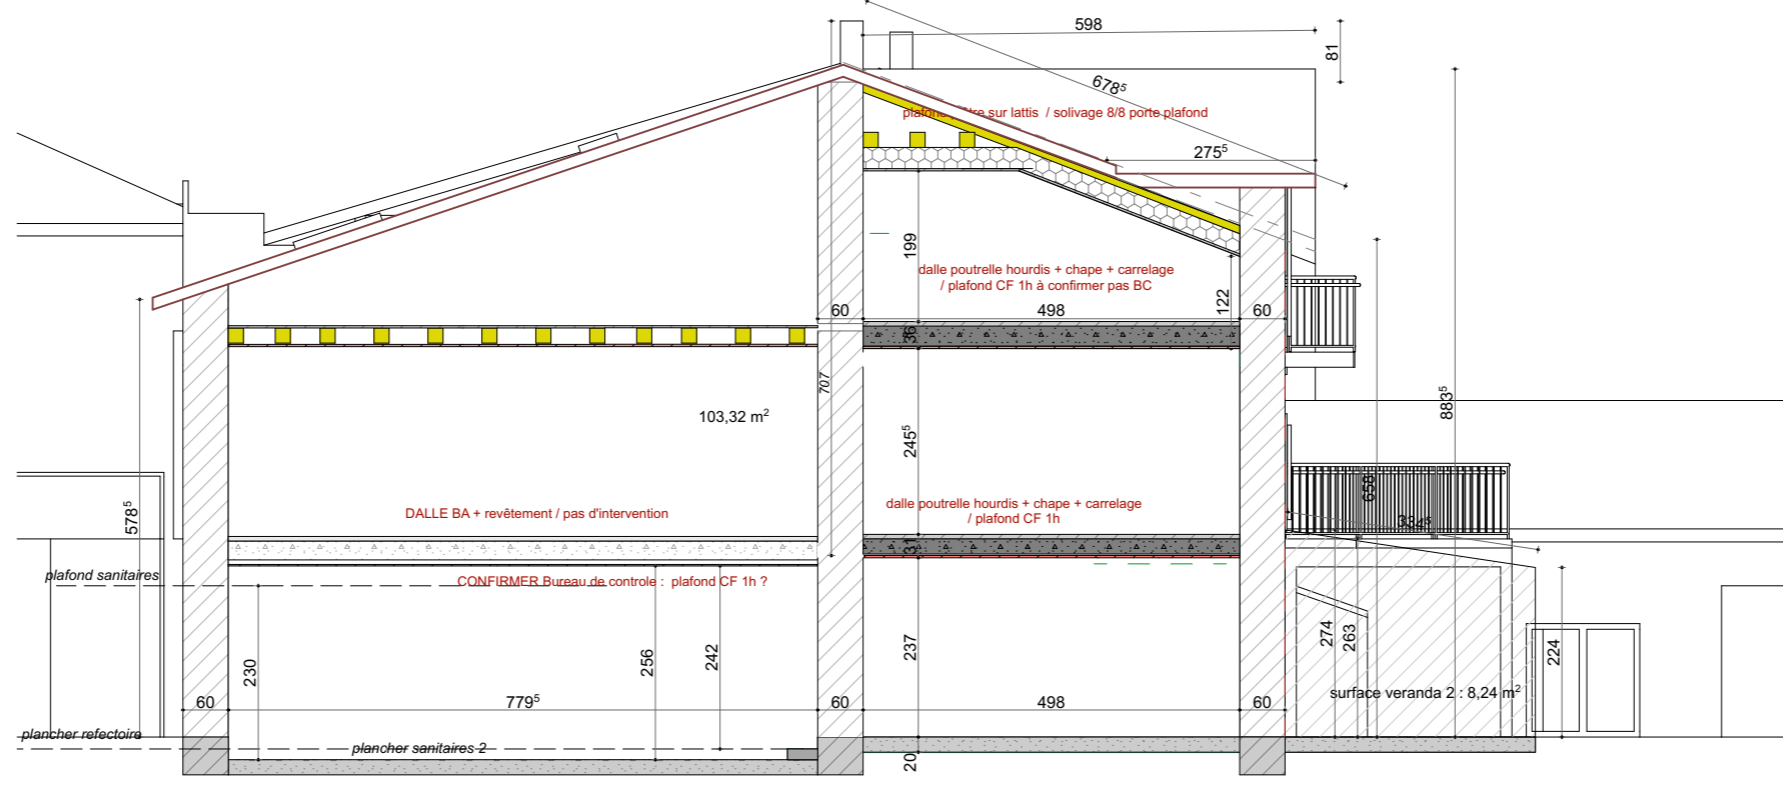 598
81
678⁵
plafond plâtre sur lattis / solivage 8/8 porte plafond
275⁵
199
dalle poutrelle hourdis + chape + carrelage
/ plafond CF 1h à confirmer pas BC
122
60
498
60
36
707
883⁵
103,32 m²
245⁵
658
578⁵
DALLE BA + revêtement / pas d'intervention
dalle poutrelle hourdis + chape + carrelage
/ plafond CF 1h
334⁵
31
plafond sanitaires
CONFIRMER Bureau de controle : plafond CF 1h ?
230
256
242
237
274
263
224
surface veranda 2 : 8,24 m²
60
779⁵
60
498
60
plancher refectoire
plancher sanitaires 2
20